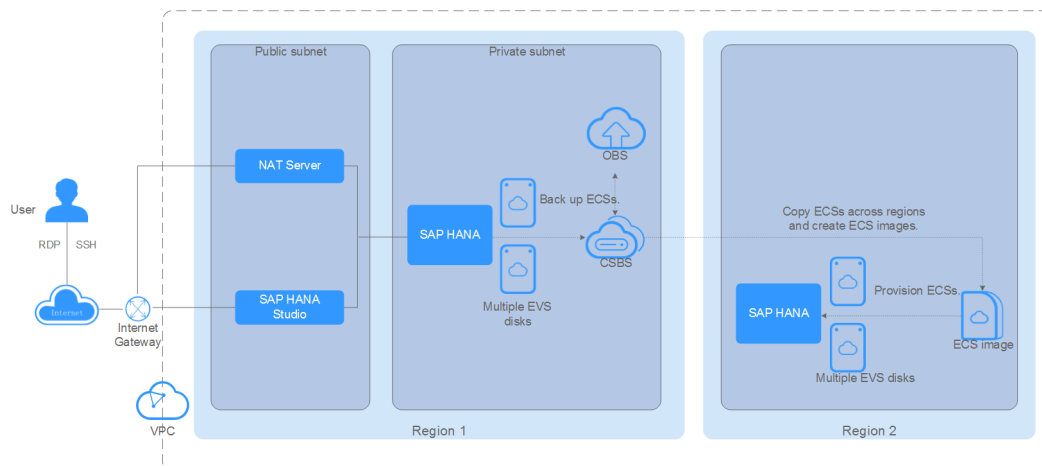 Public subnet
Private subnet
OBS
NAT Server
User
RDP
SSH
Back up ECSs.
SAP HANA
CSBS
Copy ECSs across regions
and create ECS images.
Internet
Internet
Gateway
SAP HANA
Studio
Multiple EVS
disks
Provision ECSs.
SAP HANA
ECS image
Multiple EVS disks
VPC
Region 1
Region 2